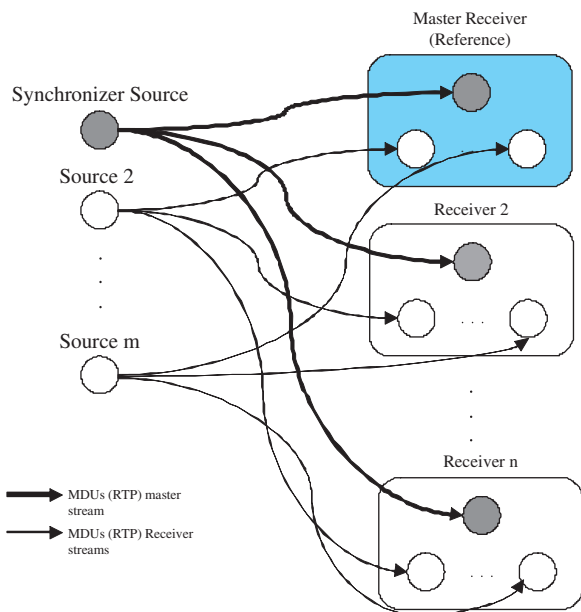 Master Receiver
(Reference)
Synchronizer Source
Source 2
Receiver 2
. . .
Source m
Receiver n
MDUs (RTP) master
stream
MDUs (RTP) Receiver
streams
. . .